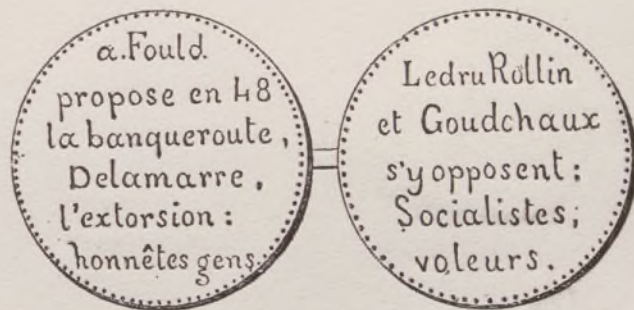 a.Fould.
propose en 48
la banqueroute,
Delamarre,
l'extorsion:
honnêtes gens.
Ledru Rollin
et Goudchaux
s'y opposent:
Socialistes;
voleurs.